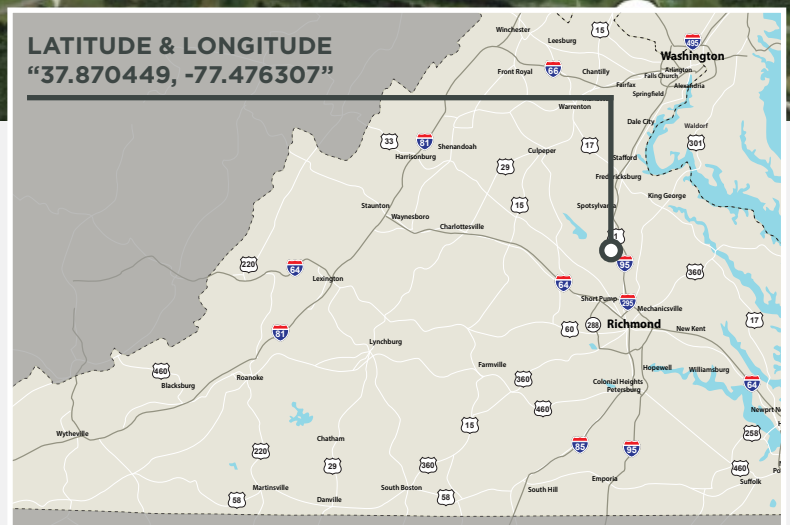 LATITUDE & LONGITUDE
“37.870449, -77.476307”
Winchester
15
Leesburg
495
Washington
Front Royal
66
Chantilly
Arlington
Falls Church
Fairfax
Alexandria
Springfield
Warrenton
Dale City
Waldorf
33
81
Shenandoah
Harrisonburg
Culpeper
17
301
Stafford
29
Fredericksburg
King George
Staunton
15
Spotsylvania
Waynesboro
Charlottesville
1
220
64
95
360
Lexington
64
Short Pump
295
Mechanicsville
17
60
288
Richmond
New Kent
81
Lynchburg
460
Farmville
Hopewell
Williamsburg
Blacksburg
Roanoke
360
Colonial Heights
Petersburg
64
460
Newprt N
15
Wytheville
258
Chatham
85
95
220
29
360
460
Suffolk
Emporia
Martinsville
South Boston
South Hill
58
Danville
58